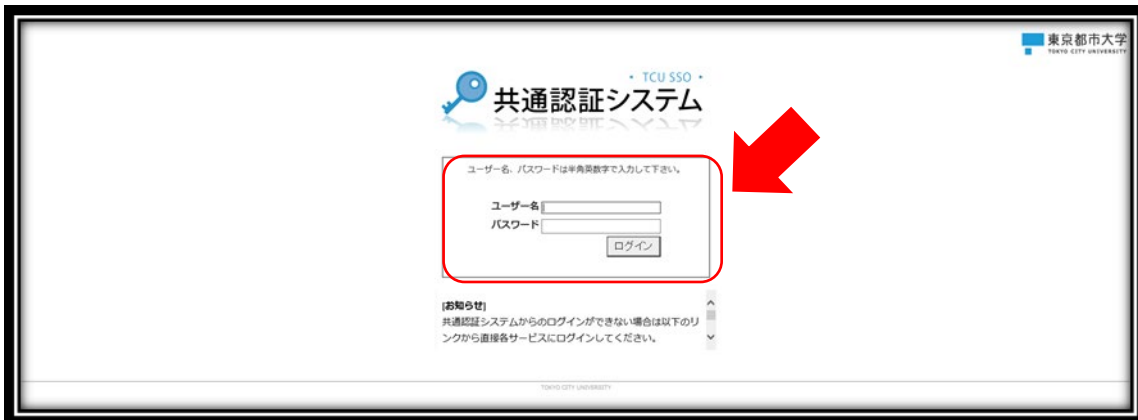 東京都市大学
TOKYO CITY UNIVERSITY
・ TCU SSO ・
共通認証システム
ユーザー名、パスワードは半角英数字で入力して下さい。
ユーザー名
パスワード
ログイン
[お知らせ]
共通認証システムからのログインができない場合は以下のリ
ンクから直接各サービスにログインしてください。
TOKYO CITY UNIVERSITY